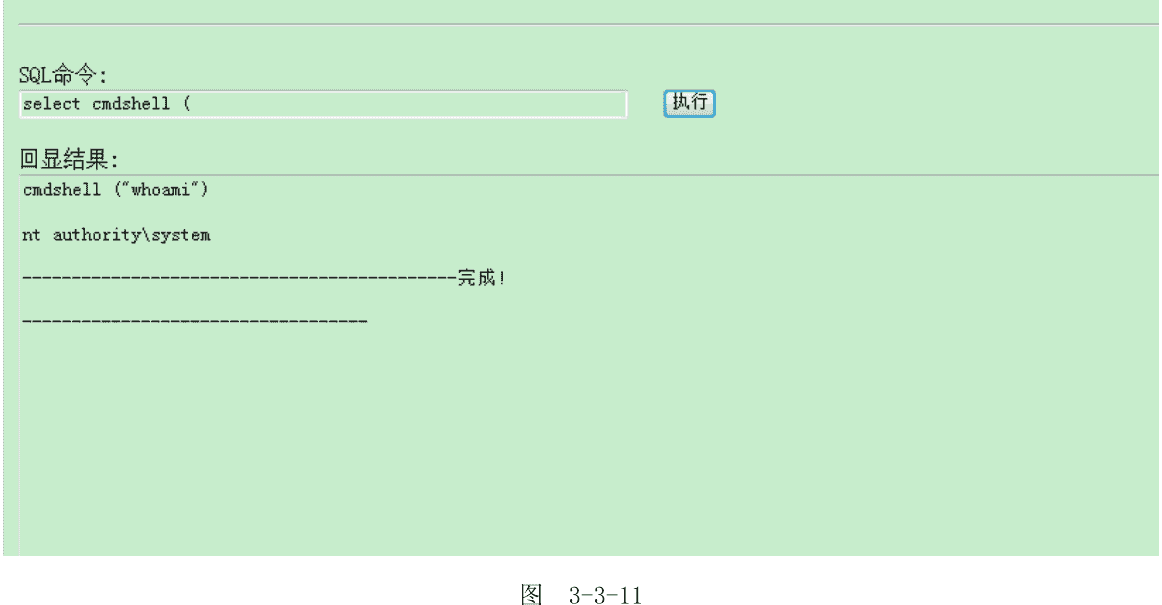 SQL命令:
select cmdshell (
执行
回显结果:
cmdshell ("whoami")
nt authority\system
--------------------------------------------完成!
-----------------------------------
图 3-3-11